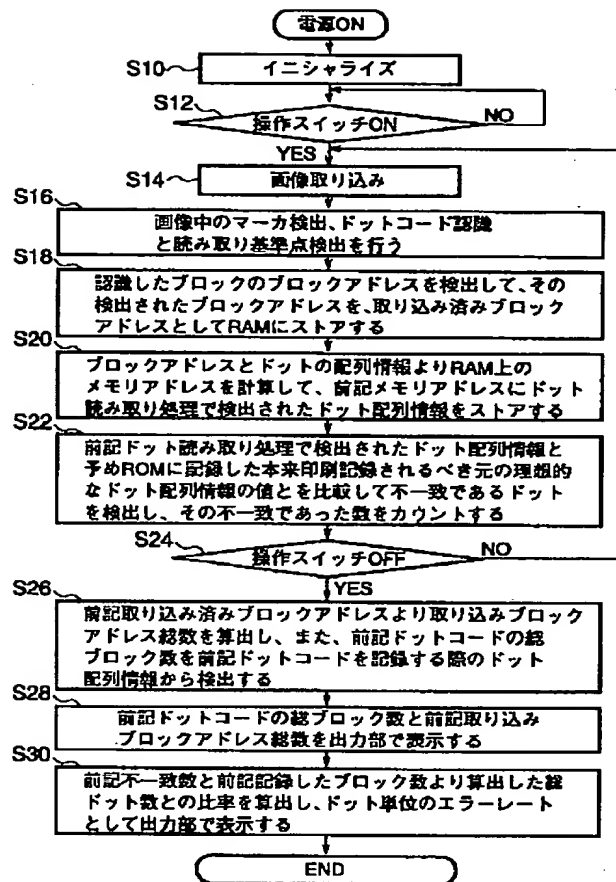 電源ON
S10
イニシャライズ
S12
操作スイッチON
NO
YES
S14
画像取り込み
S16
画像中のマーカ検出、ドットコード認識
と読み取り基準点検出を行う
S18
認識したブロックのブロックアドレスを検出して、その
検出されたブロックアドレスを、取り込み済みブロック
アドレスとしてRAMにストアする
S20
ブロックアドレスとドットの配列情報よりRAM上の
メモリアドレスを計算して、前記メモリアドレスにドット
読み取り処理で検出されたドット配列情報をストアする
S22
前記ドット読み取り処理で検出されたドット配列情報と
予めROMに記録した本来印刷記録されるべき元の理想的
なドット配列情報の値とを比較して不一致であるドット
を検出し、その不一致であった数をカウントする
S24
操作スイッチOFF
NO
YES
S26
前記取り込み済みブロックアドレスより取り込みブロック
アドレス総数を算出し、また、前記ドットコードの総
ブロック数を前記ドットコードを記録する際のドット
配列情報から検出する
S28
前記ドットコードの総ブロック数と前記取り込み
ブロックアドレス総数を出力部で表示する
S30
前記不一致数と前記記録したブロック数より算出した総
ドット数との比率を算出し、ドット単位のエラーレート
として出力部で表示する
END